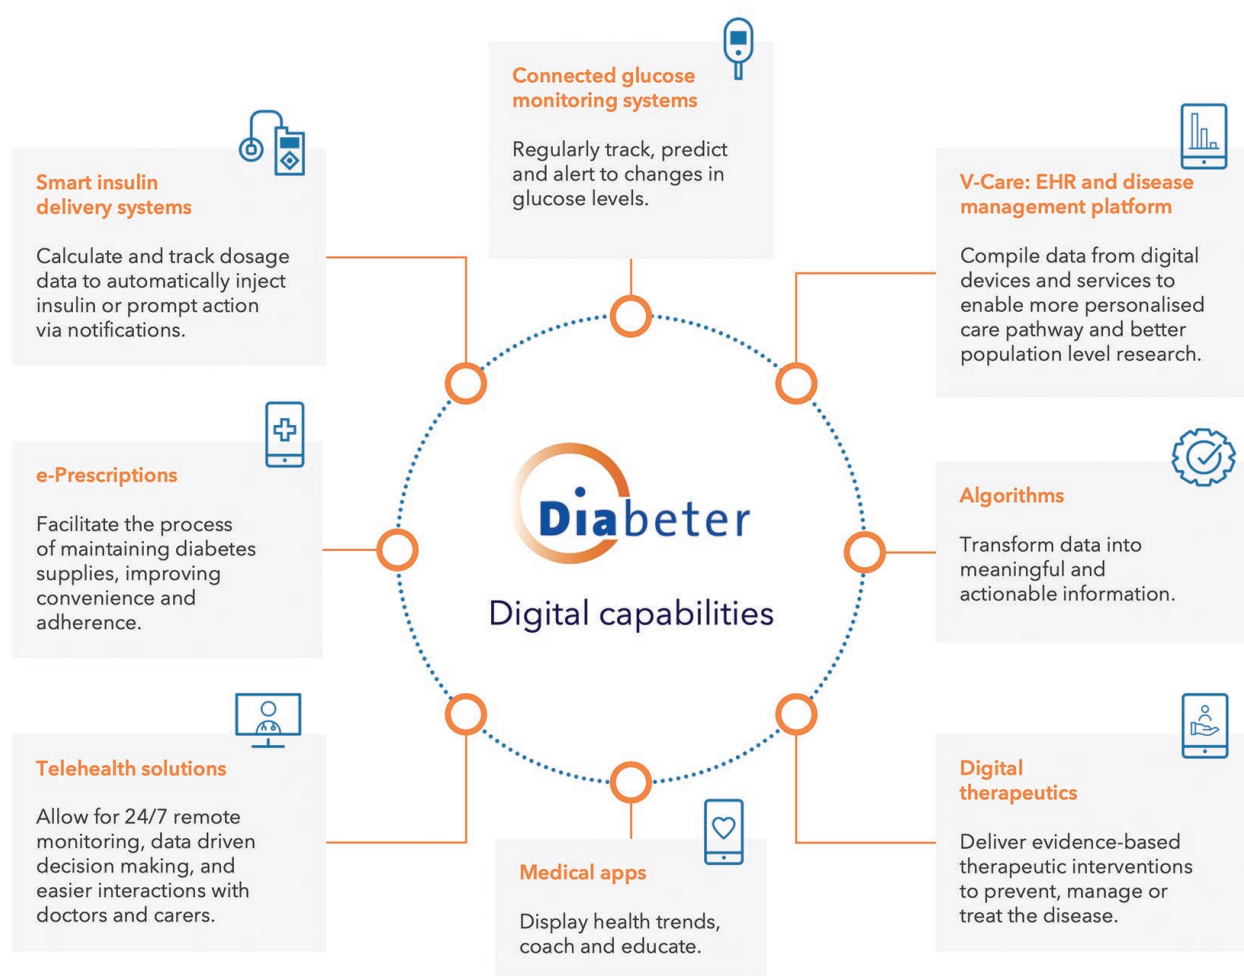 Connected glucose
monitoring systems
Regularly track, predict
and alert to changes in
glucose levels.
Smart insulin
delivery systems
Calculate and track dosage
data to automatically inject
insulin or prompt action
via notifications.
V-Care: EHR and disease
management platform
Compile data from digital
devices and services to
enable more personalised
care pathway and better
population level research.
e-Prescriptions
Facilitate the process
of maintaining diabetes
supplies, improving
convenience and
adherence.
Diabeter
Digital capabilities
Algorithms
Transform data into
meaningful and
actionable information.
Telehealth solutions
Allow for 24/7 remote
monitoring, data driven
decision making, and
easier interactions with
doctors and carers.
Medical apps
Display health trends,
coach and educate.
Digital
therapeutics
Deliver evidence-based
therapeutic interventions
to prevent, manage or
treat the disease.